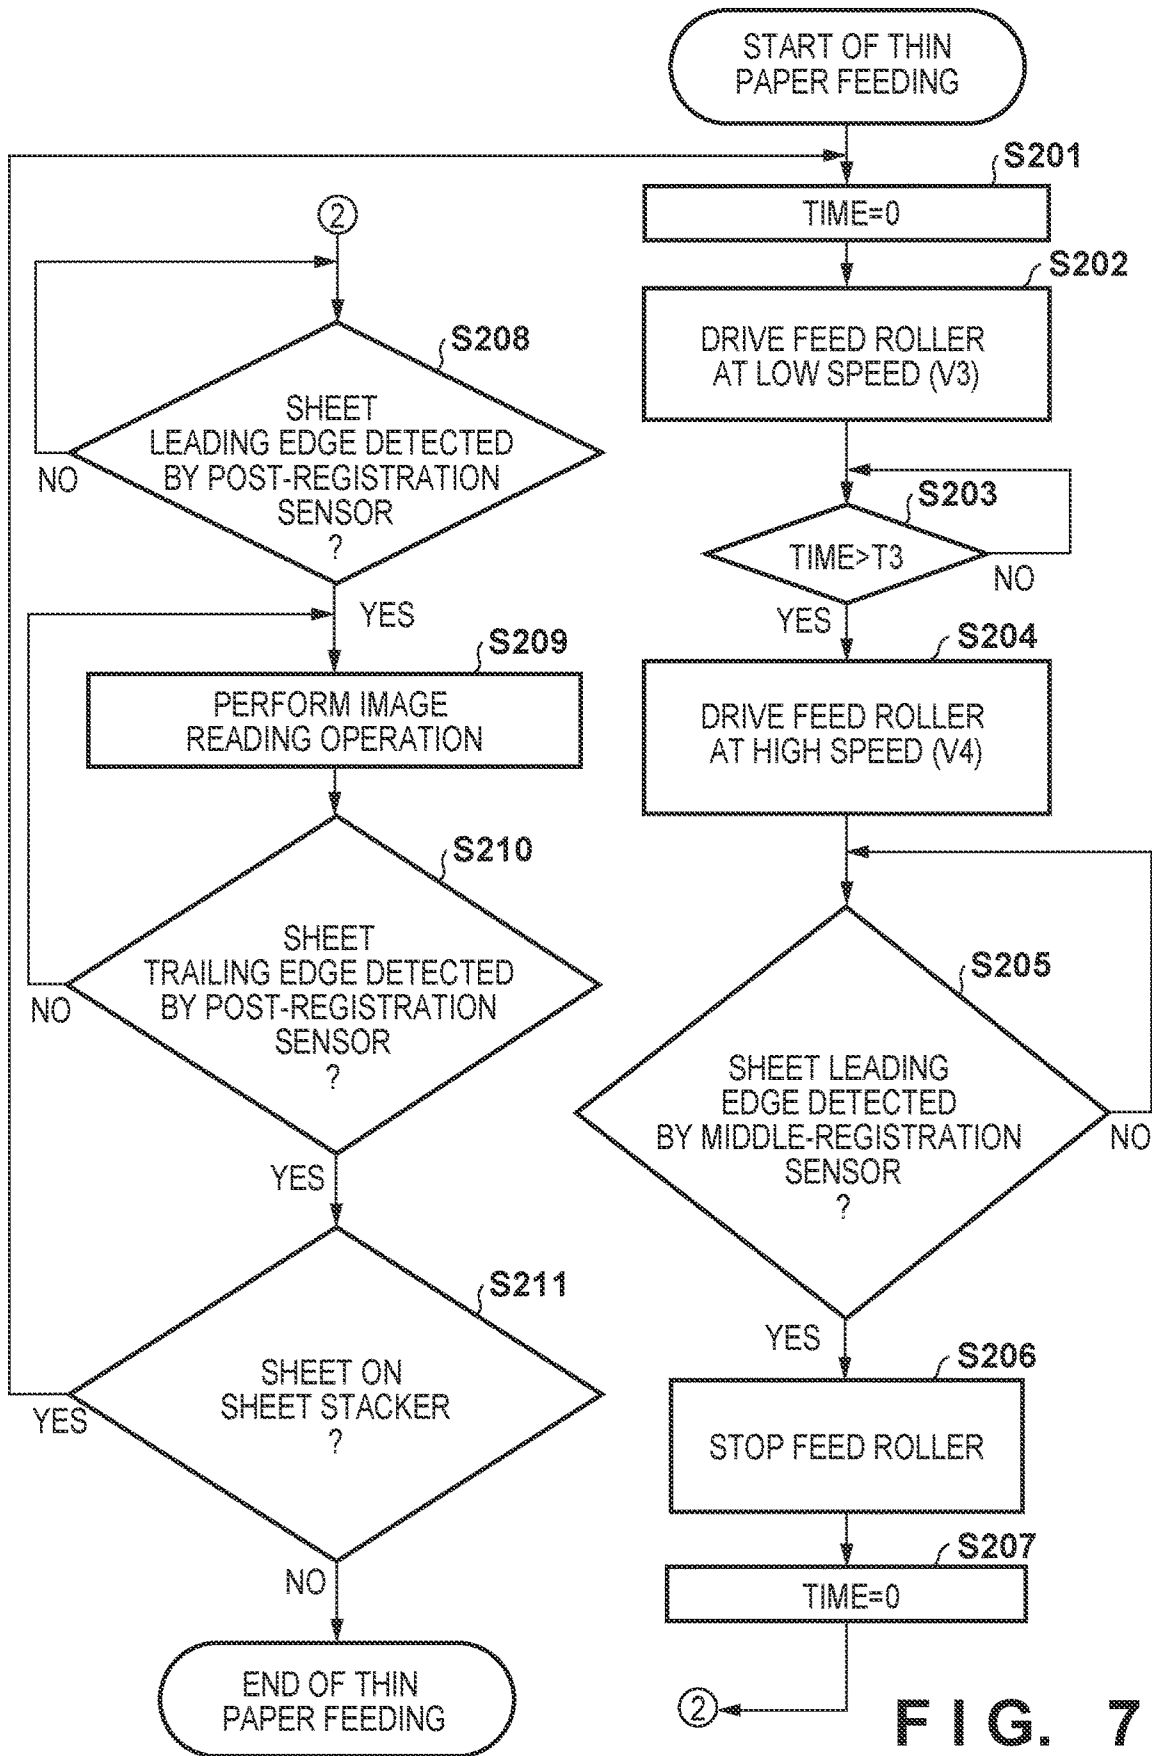 START OF THIN
PAPER FEEDING
S201
TIME=0
S202
DRIVE FEED ROLLER
AT LOW SPEED (V3)
S203
TIME>T3
NO
YES
S204
DRIVE FEED ROLLER
AT HIGH SPEED (V4)
S205
SHEET LEADING
EDGE DETECTED
BY MIDDLE-REGISTRATION
SENSOR
?
NO
YES
S206
STOP FEED ROLLER
S207
TIME=0
2
2
S208
SHEET
LEADING EDGE DETECTED
BY POST-REGISTRATION
SENSOR
?
NO
YES
S209
PERFORM IMAGE
READING OPERATION
S210
SHEET
TRAILING EDGE DETECTED
BY POST-REGISTRATION
SENSOR
?
NO
YES
S211
SHEET ON
SHEET STACKER
?
YES
NO
END OF THIN
PAPER FEEDING
FIG. 7